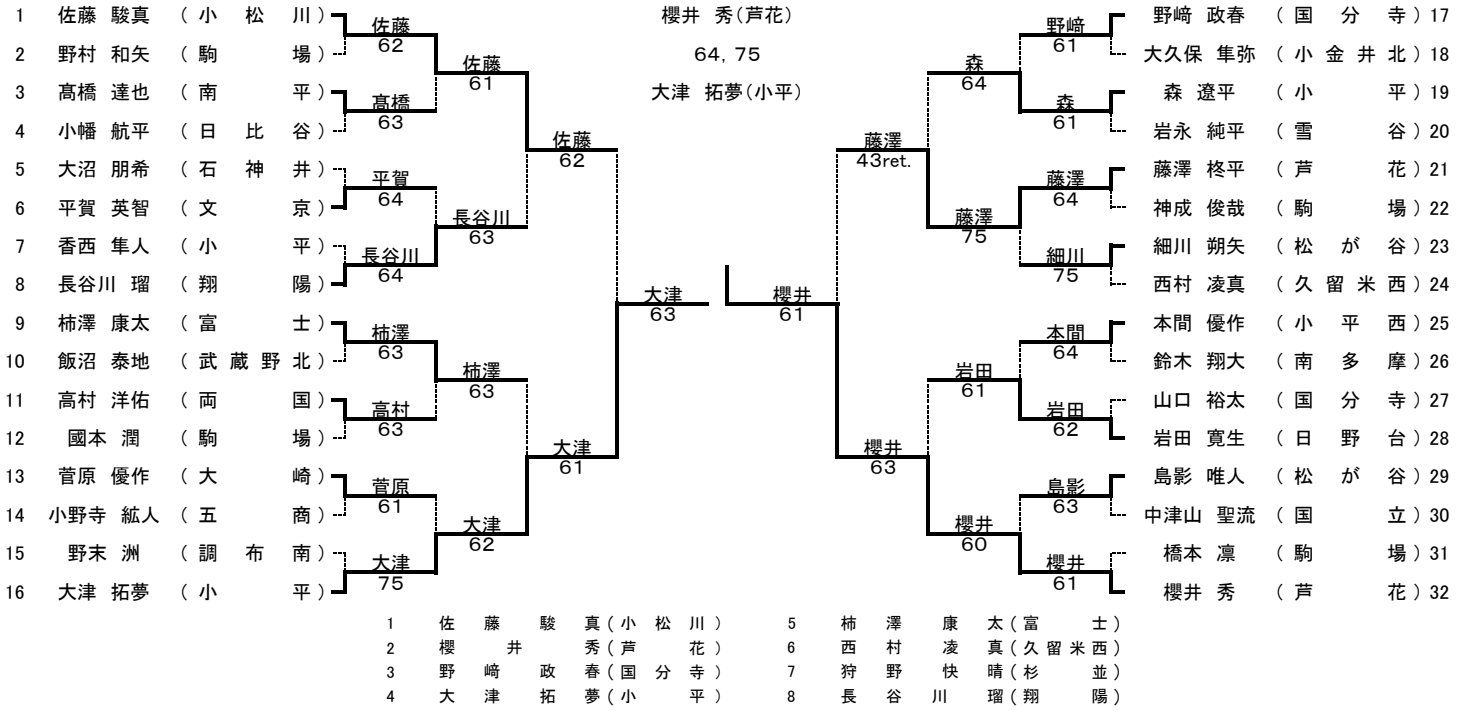 櫻井 秀(芦花)
64, 75
大津 拓夢(小平)
1 佐藤 駿真 (小松川)
2 野村 和矢 (駒場)
3 髙橋 達也 (南平)
4 小幡 航平 (日比谷)
5 大沼 朋希 (石神井)
6 平賀 英智 (文京)
7 香西 隼人 (小平)
8 長谷川 瑠 (翔陽)
9 柿澤 康太 (富士)
10 飯沼 泰地 (武蔵野北)
11 高村 洋佑 (両国)
12 國本 潤 (駒場)
13 菅原 優作 (大崎)
14 小野寺 紘人 (五商)
15 野末 洲 (調布南)
16 大津 拓夢 (小平)
佐藤
62
髙橋
63
平賀
64
長谷川
64
柿澤
63
高村
63
菅原
61
大津
75
佐藤
61
長谷川
63
柿澤
63
大津
62
佐藤
62
大津
61
大津
63
櫻井
61
藤澤
43ret.
櫻井
63
森
64
藤澤
75
岩田
61
櫻井
60
野﨑
61
森
61
藤澤
64
細川
75
本間
64
岩田
62
島影
63
櫻井
61
野﨑 政春 (国分寺) 17
大久保 隼弥 (小金井北) 18
森 遼平 (小平) 19
岩永 純平 (雪谷) 20
藤澤 柊平 (芦花) 21
神成 俊哉 (駒場) 22
細川 朔矢 (松が谷) 23
西村 凌真 (久留米西) 24
本間 優作 (小平西) 25
鈴木 翔大 (南多摩) 26
山口 裕太 (国分寺) 27
岩田 寛生 (日野台) 28
島影 唯人 (松が谷) 29
中津山 聖流 (国立) 30
橋本 凛 (駒場) 31
櫻井 秀 (芦花) 32
1 佐藤駿真(小松川)
2 櫻井秀(芦花)
3 野﨑政春(国分寺)
4 大津拓夢(小平)
5 柿澤康太(富士)
6 西村凌真(久留米西)
7 狩野快晴(杉並)
8 長谷川瑠(翔陽)